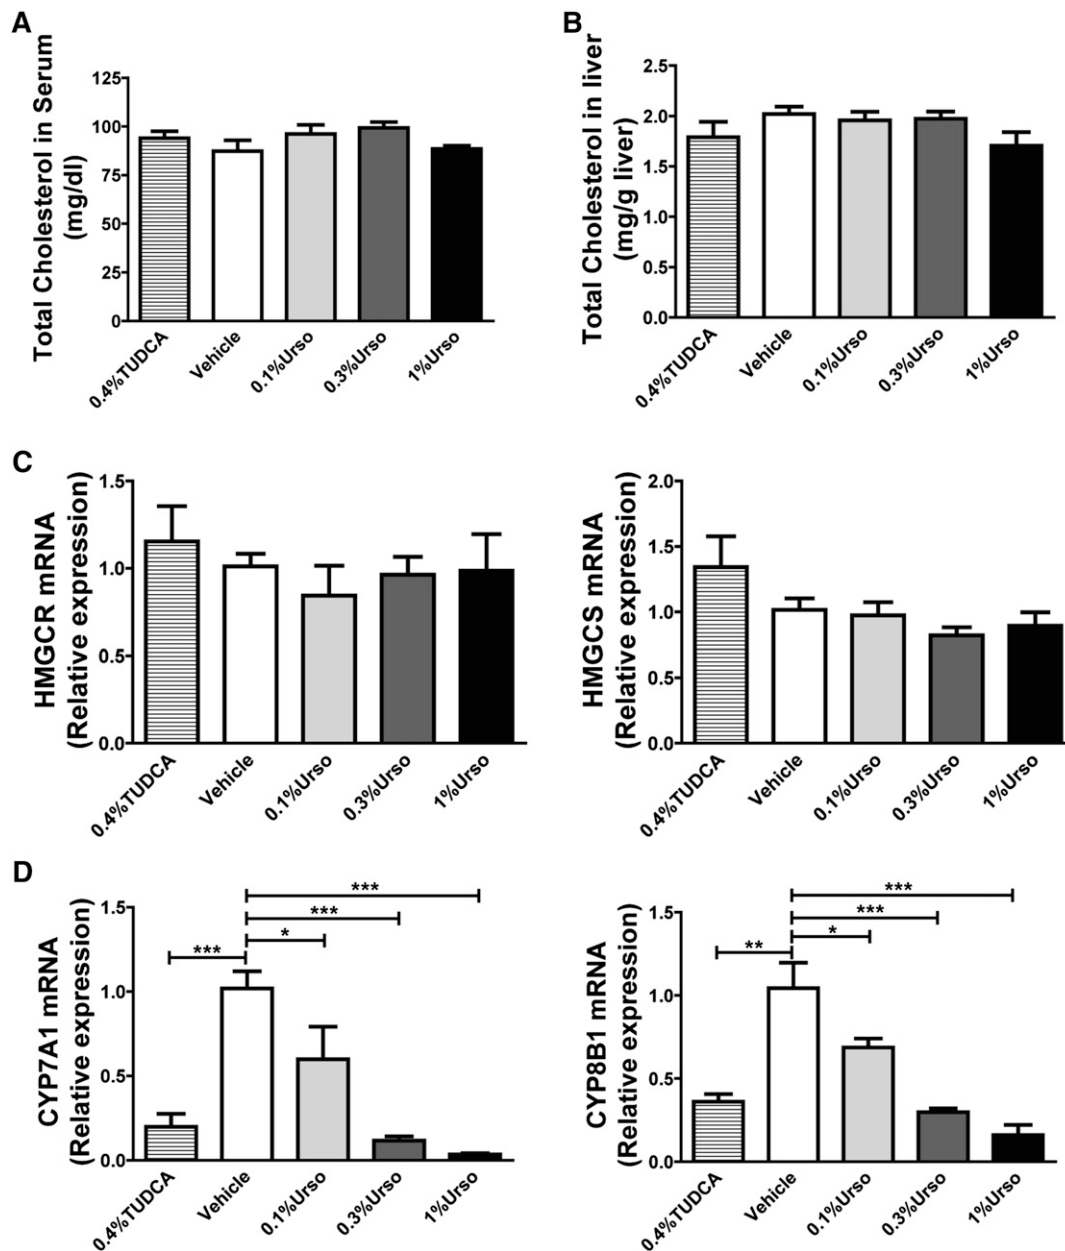 A
Total Cholesterol in Serum
(mg/dl)
125
100
75
50
25
0
0.4%TUDCA
Vehicle
0.1%Urso
0.3%Urso
1%Urso
B
Total Cholesterol in liver
(mg/g liver)
2.5
2.0
1.5
1.0
0.5
0.0
0.4%TUDCA
Vehicle
0.1%Urso
0.3%Urso
1%Urso
C
HMGCR mRNA
(Relative expression)
1.5
1.0
0.5
0.0
0.4%TUDCA
Vehicle
0.1%Urso
0.3%Urso
1%Urso
HMGCS mRNA
(Relative expression)
2.0
1.5
1.0
0.5
0.0
0.4%TUDCA
Vehicle
0.1%Urso
0.3%Urso
1%Urso
D
CYP7A1 mRNA
(Relative expression)
1.5
1.0
0.5
0.0
***
***
*
***
0.4%TUDCA
Vehicle
0.1%Urso
0.3%Urso
1%Urso
CYP8B1 mRNA
(Relative expression)
1.5
1.0
0.5
0.0
***
***
*
**
0.4%TUDCA
Vehicle
0.1%Urso
0.3%Urso
1%Urso